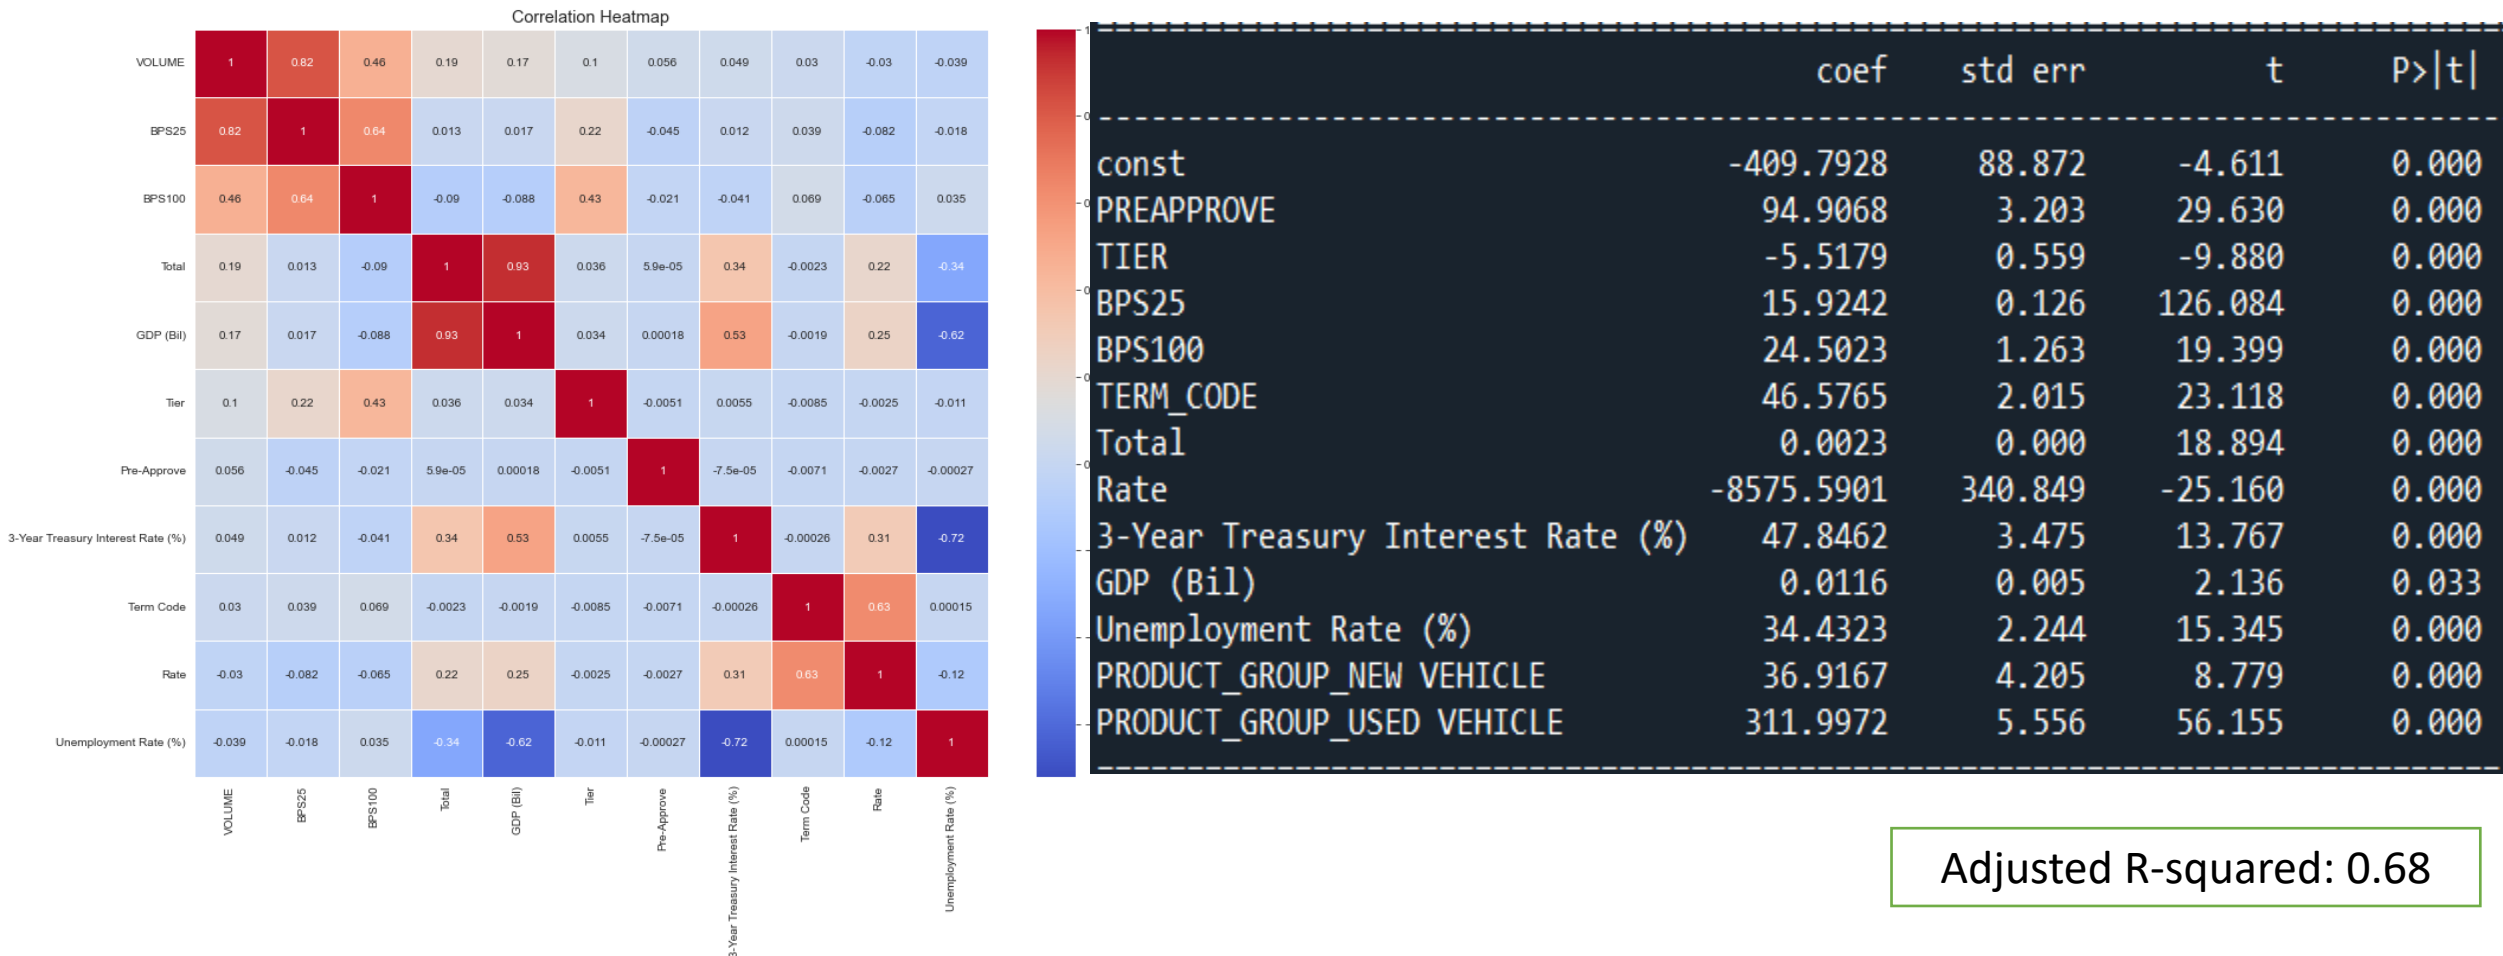 Correlation Heatmap
VOLUME 1 0.82 0.46 0.19 0.17 0.1 0.056 0.049 0.03 -0.03 -0.039
BPS25 0.82 1 0.64 0.013 0.017 0.22 -0.045 0.012 0.039 -0.082 -0.018
BPS100 0.46 0.64 1 -0.09 -0.088 0.43 -0.021 -0.041 0.069 -0.065 0.035
Total 0.19 0.013 -0.09 1 0.93 0.036 5.9e-05 0.34 -0.0023 0.22 -0.34
GDP (Bil) 0.17 0.017 -0.088 0.93 1 0.034 0.00018 0.53 -0.0019 0.25 -0.62
Tier 0.1 0.22 0.43 0.036 0.034 1 -0.0051 0.0055 -0.0085 -0.0025 -0.011
Pre-Approve 0.056 -0.045 -0.021 5.9e-05 0.00018 -0.0051 1 -7.5e-05 -0.0071 -0.0027 -0.00027
3-Year Treasury Interest Rate (%) 0.049 0.012 -0.041 0.34 0.53 0.0055 -7.5e-05 1 -0.00026 0.31 -0.72
Term Code 0.03 0.039 0.069 -0.0023 -0.0019 -0.0085 -0.0071 -0.00026 1 0.63 0.00015
Rate -0.03 -0.082 -0.065 0.22 0.25 -0.0025 -0.0027 0.31 0.63 1 -0.12
Unemployment Rate (%) -0.039 -0.018 0.035 -0.34 -0.62 -0.011 -0.00027 -0.72 0.00015 -0.12 1
VOLUME BPS25 BPS100 Total GDP (Bil) Tier Pre-Approve 3-Year Treasury Interest Rate (%) Term Code Rate Unemployment Rate (%)
coef std err t P>|t|
const -409.7928 88.872 -4.611 0.000
PREAPPROVE 94.9068 3.203 29.630 0.000
TIER -5.5179 0.559 -9.880 0.000
BPS25 15.9242 0.126 126.084 0.000
BPS100 24.5023 1.263 19.399 0.000
TERM_CODE 46.5765 2.015 23.118 0.000
Total 0.0023 0.000 18.894 0.000
Rate -8575.5901 340.849 -25.160 0.000
3-Year Treasury Interest Rate (%) 47.8462 3.475 13.767 0.000
GDP (Bil) 0.0116 0.005 2.136 0.033
Unemployment Rate (%) 34.4323 2.244 15.345 0.000
PRODUCT_GROUP_NEW VEHICLE 36.9167 4.205 8.779 0.000
PRODUCT_GROUP_USED VEHICLE 311.9972 5.556 56.155 0.000
Adjusted R-squared: 0.68